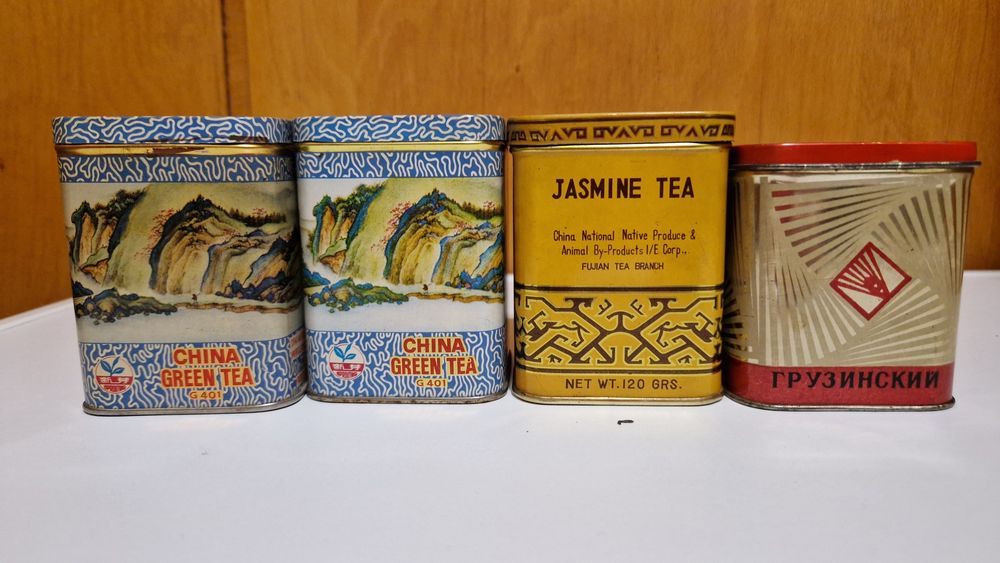 CHINA
GREEN TEA
G 401
CHINA
GREEN TEA
G 401
JASMINE TEA
China National Native Produce &
Animal By-Products I/E Corp.,
FUJIAN TEA BRANCH
NET WT. 120 GRS.
ГРУЗИНСКИЙ